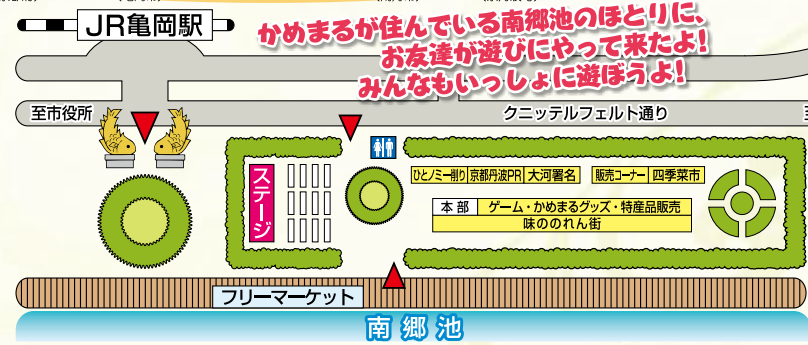 JR亀岡駅
かめまるが住んでいる南郷池のほとりに、
お友達が遊びにやって来たよ!
みんなもいっしょに遊ぼうよ!
至市役所
クニッテルフェルト通り
ステージ
ひとノミ一削り 京都丹波PR 大河署名 販売コーナー 四季菜市
本部 ゲーム・かめまるグッズ・特産品販売
味ののれん街
フリーマーケット
南郷池